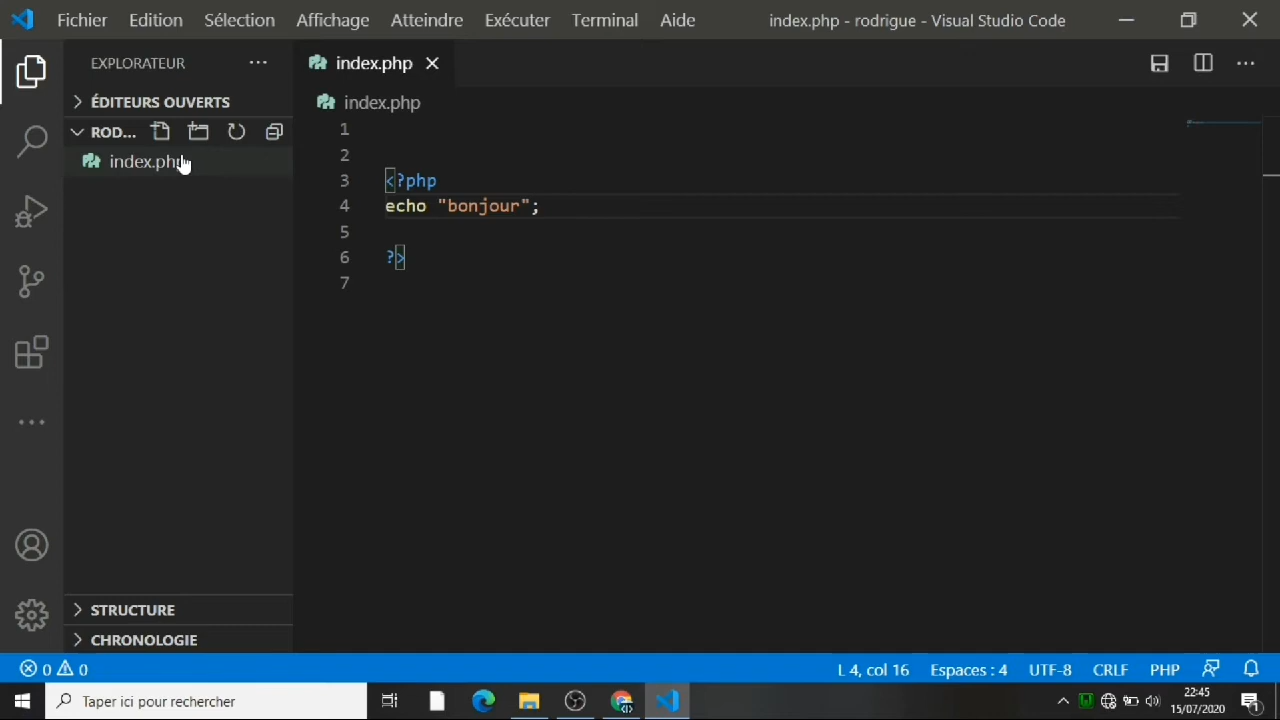 Fichier Edition Sélection Affichage Atteindre Exécuter Terminal Aide index.php - rodrigue - Visual Studio Code
EXPLORATEUR
index.php
ÉDITEURS OUVERTS
index.php
ROD...
index.php
1
2
3 <?php
4 echo "bonjour";
5
6 ?>
7
STRUCTURE
CHRONOLOGIE
0 0 L 4, col 16 Espaces : 4 UTF-8 CRLF PHP
Taper ici pour rechercher
22:45
15/07/2020
1